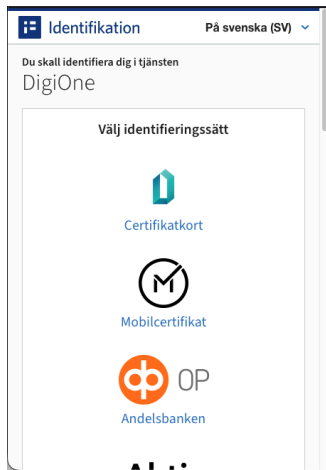 Identifikation
På svenska (SV)
Du skall identifiera dig i tjänsten
DigiOne
Välj identifieringssätt
Certifikatkort
M
Mobilcertifikat
OP
Andelsbanken